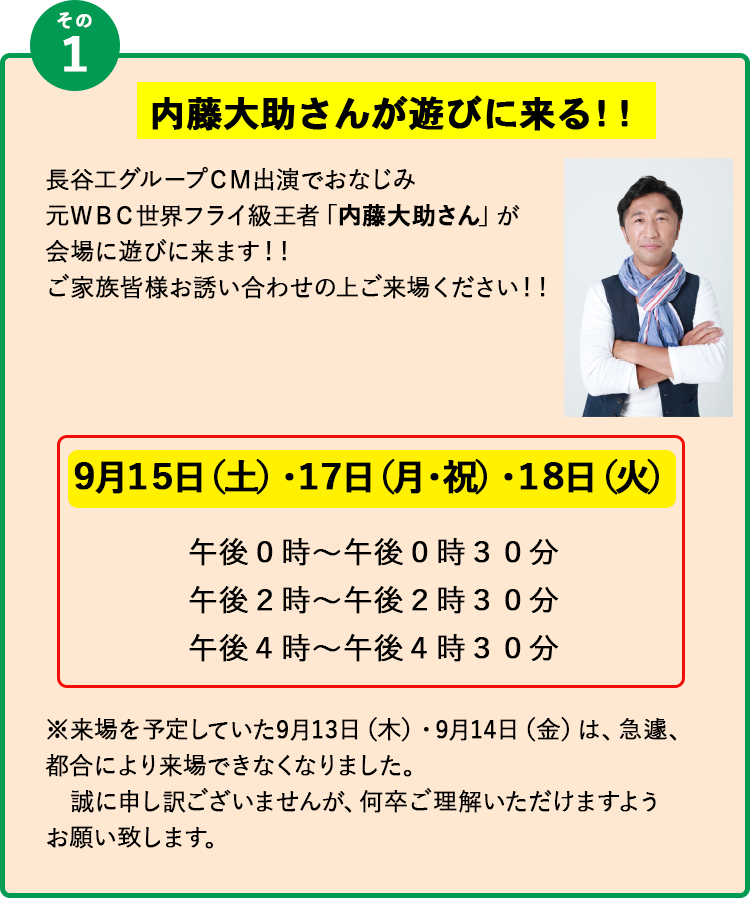 その
1
内藤大助さんが遊びに来る！！
長谷工グループＣＭ出演でおなじみ
元ＷＢＣ世界フライ級王者「内藤大助さん」が
会場に遊びに来ます！！
ご家族皆様お誘い合わせの上ご来場ください！！
9月15日（土）・17日（月・祝）・18日（火）
午後０時～午後０時３０分
午後２時～午後２時３０分
午後４時～午後４時３０分
※来場を予定していた9月13日（木）・9月14日（金）は、急遽、
都合により来場できなくなりました。
誠に申し訳ございませんが、何卒ご理解いただけますよう
お願い致します。